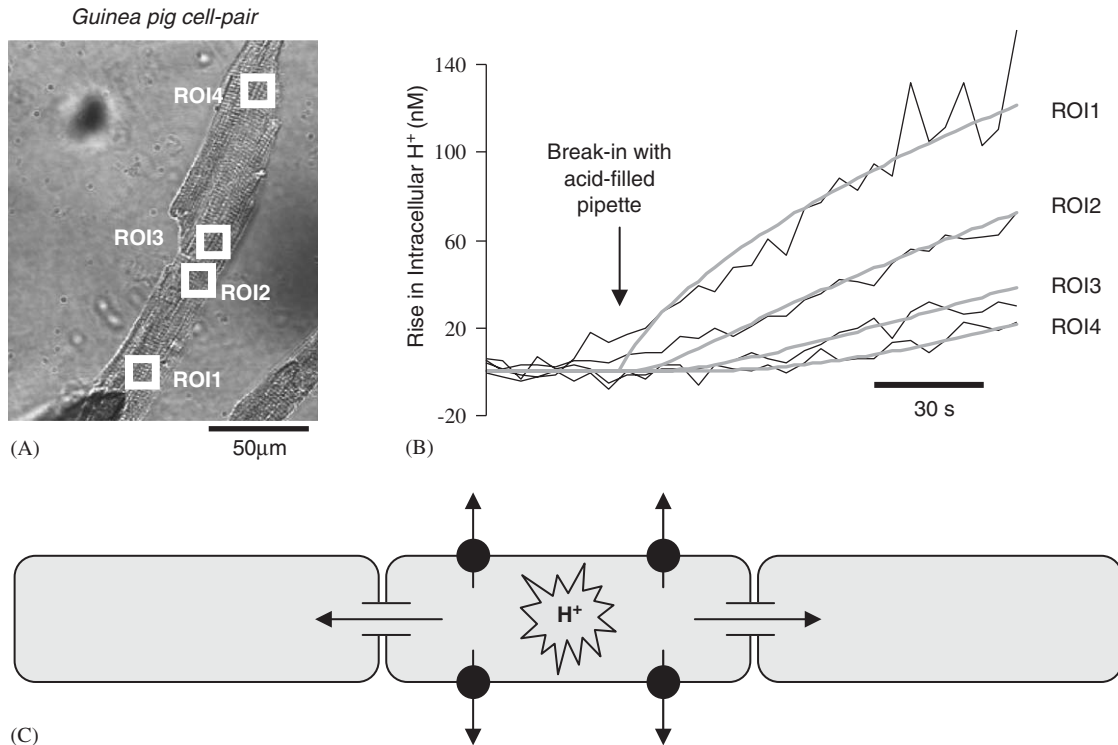 Guinea pig cell-pair
ROI4
ROI3
ROI2
ROI1
50μm
(A)
Rise in Intracellular H⁺ (nM)
140
100
60
20
-20
Break-in with
acid-filled
pipette
ROI1
ROI2
ROI3
ROI4
30 s
(B)
H⁺
(C)